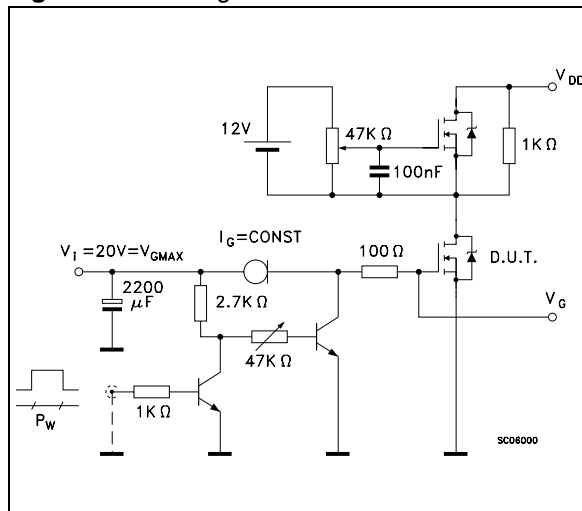 V DD
12V
47K Ω
100nF
1K Ω
V i =20V=V GMAX
I G =CONST
100 Ω
D.U.T.
2200
μF
2.7K Ω
V G
47K Ω
1K Ω
P W
SC06000